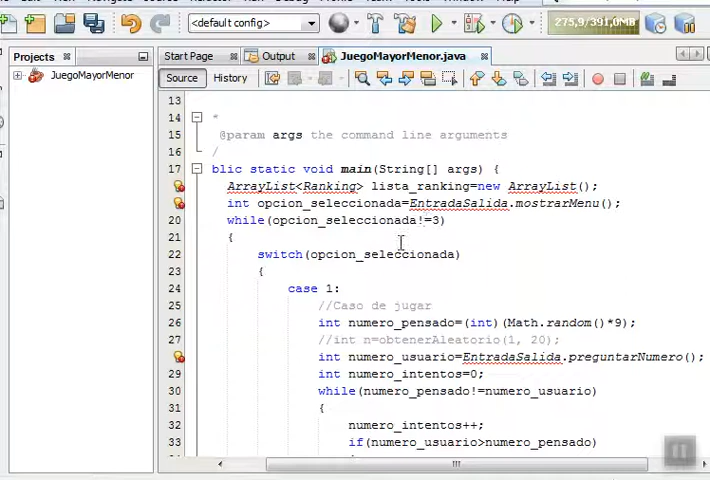 <default config>
275,9/391,0MB
Projects
Start Page
Output
JuegoMayorMenor.java
JuegoMayorMenor
Source
History
13
14 *
15 @param args the command line arguments
16 /
17 blic static void main(String[] args) {
ArrayList<Ranking> lista_ranking=new ArrayList();
int opcion_seleccionada=EntradaSalida.mostrarMenu();
20 while(opcion_seleccionada!=3)
21 {
22 switch(opcion_seleccionada)
23 {
24 case 1:
25 //Caso de jugar
26 int numero_pensado=(int)(Math.random()*9);
27 //int n=obtenerAleatorio(1, 20);
int numero_usuario=EntradaSalida.preguntarNumero();
29 int numero_intentos=0;
30 while(numero_pensado!=numero_usuario)
31 {
32 numero_intentos++;
33 if(numero_usuario>numero_pensado)